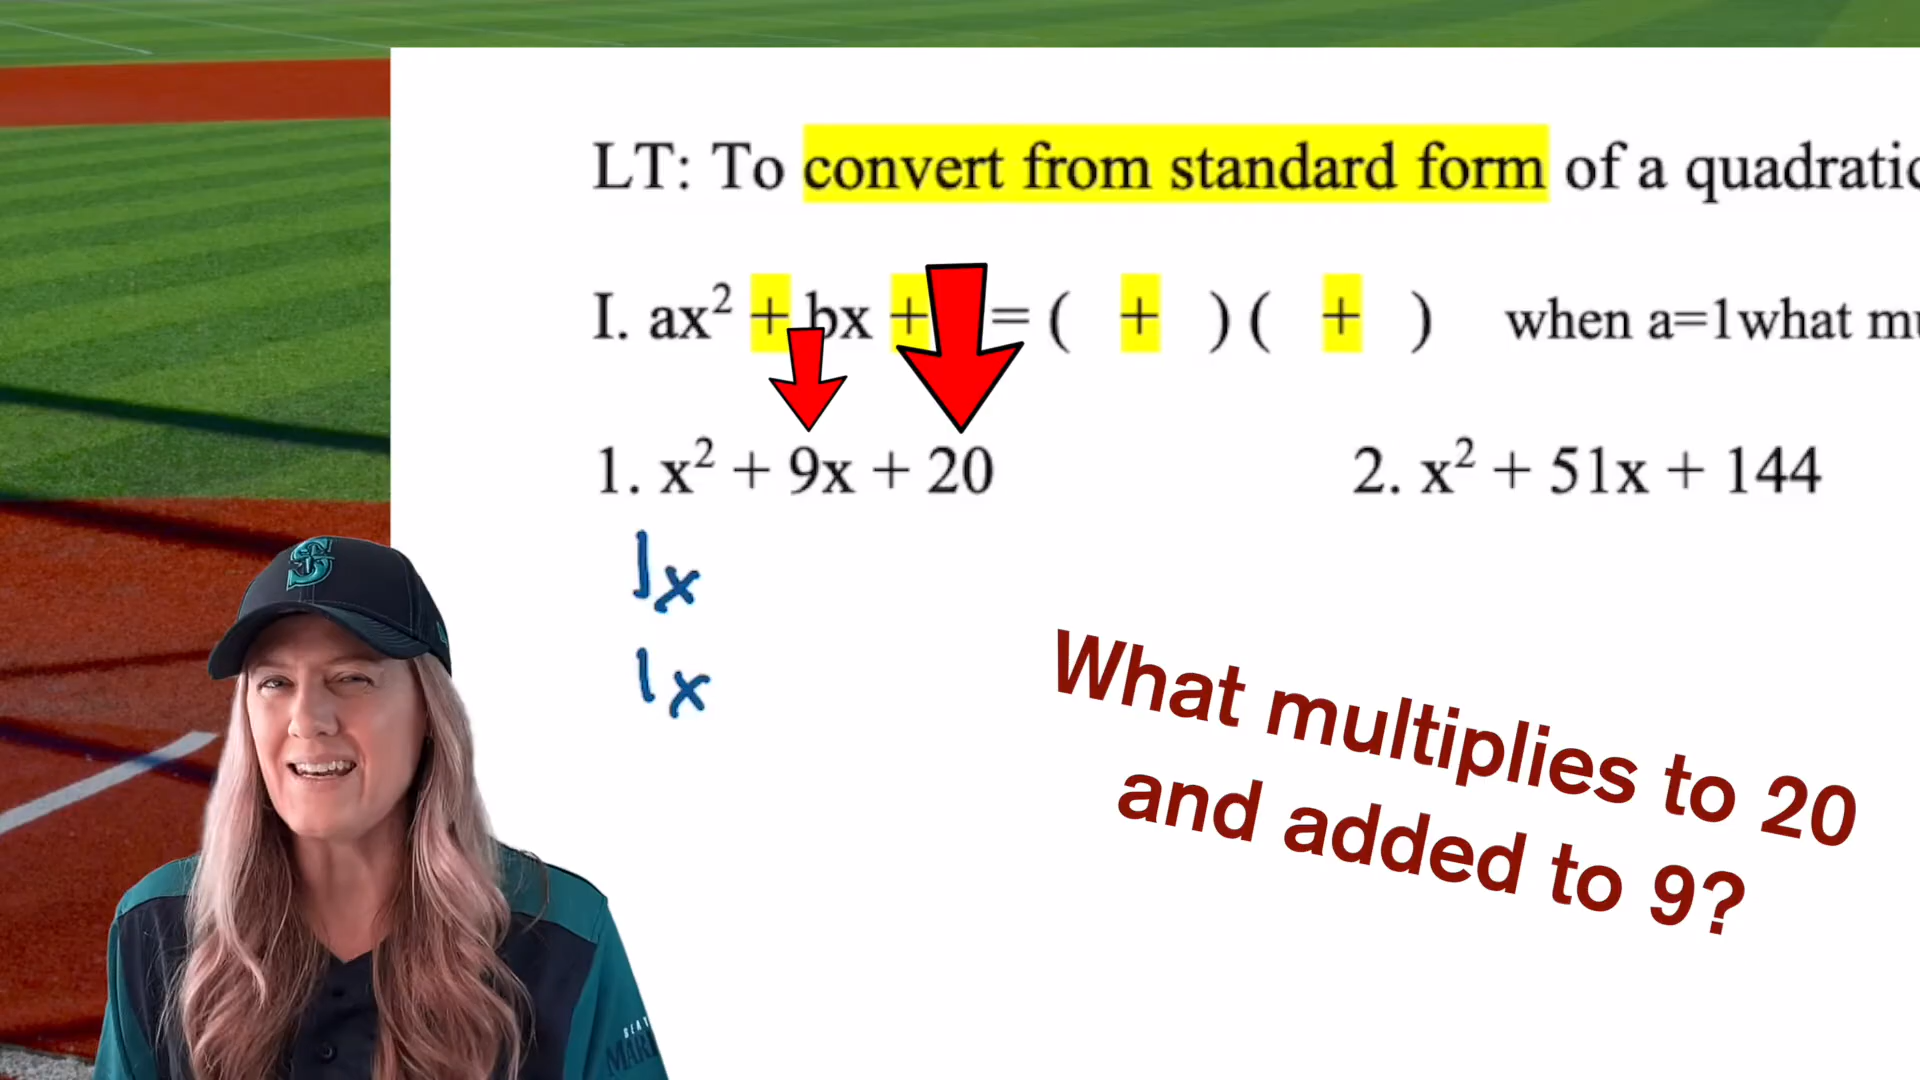 LT: To convert from standard form of a quadratic
I. ax² + bx + = ( + ) ( + ) when a=1what mu
1. x² + 9x + 20
2. x² + 51x + 144
1x
1x
What multiplies to 20
and added to 9?
S